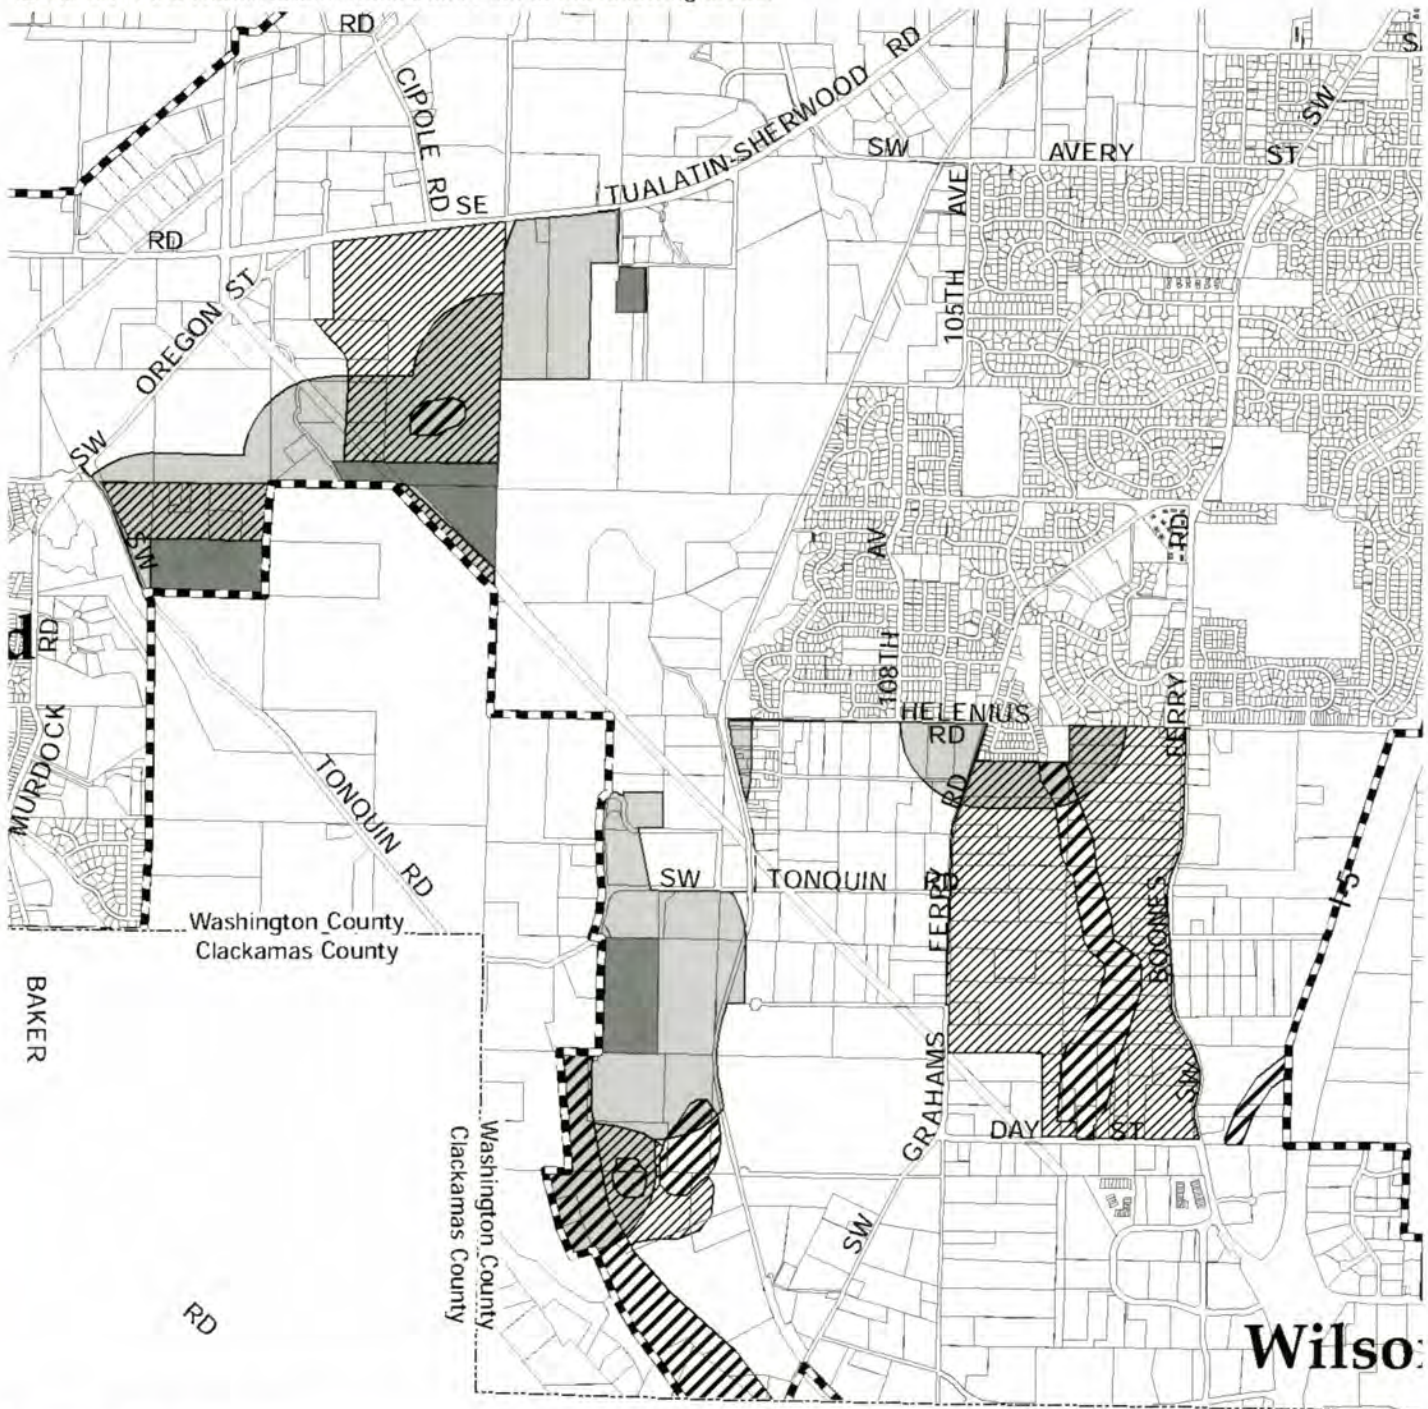 RD
CIPOLE RD
TUALATIN-SHERWOOD RD
SW
SW AVERY ST
S
SE
RD
105TH AVE
SW OREGON ST
SW
AV
108TH
RD
d
RD
HELENIUS
RD
FERRY
MURDOCK
TONQUIN RD
RD
SW TONQUIN RD
FERRY
BOONES
I-5
Washington County
Clackamas County
BAKER
GRAHAMS
SW
DAY ST
Washington County
Clackamas County
SW
RD
Wilso